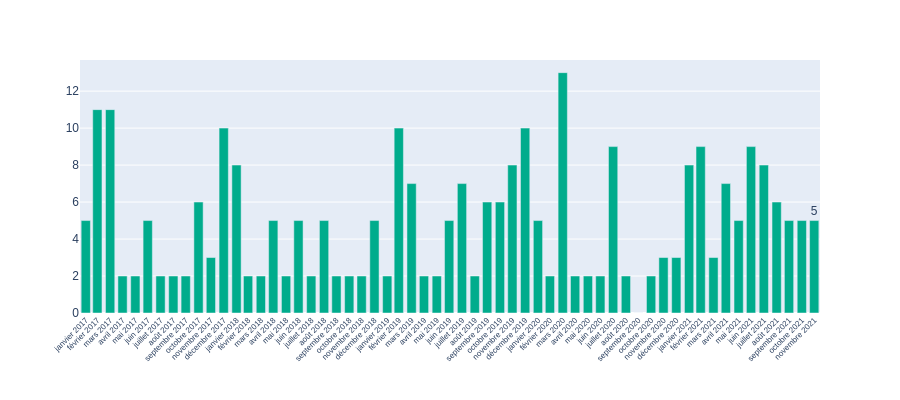 12
10
8
6
4
2
0
5
janvier 2017
février 2017
mars 2017
avril 2017
mai 2017
juin 2017
juillet 2017
août 2017
septembre 2017
octobre 2017
novembre 2017
décembre 2017
janvier 2018
février 2018
mars 2018
avril 2018
mai 2018
juin 2018
juillet 2018
août 2018
septembre 2018
octobre 2018
novembre 2018
décembre 2018
janvier 2019
février 2019
mars 2019
avril 2019
mai 2019
juin 2019
juillet 2019
août 2019
septembre 2019
octobre 2019
novembre 2019
décembre 2019
janvier 2020
février 2020
mars 2020
avril 2020
mai 2020
juin 2020
juillet 2020
août 2020
septembre 2020
octobre 2020
novembre 2020
décembre 2020
janvier 2021
février 2021
mars 2021
avril 2021
mai 2021
juin 2021
juillet 2021
août 2021
septembre 2021
octobre 2021
novembre 2021